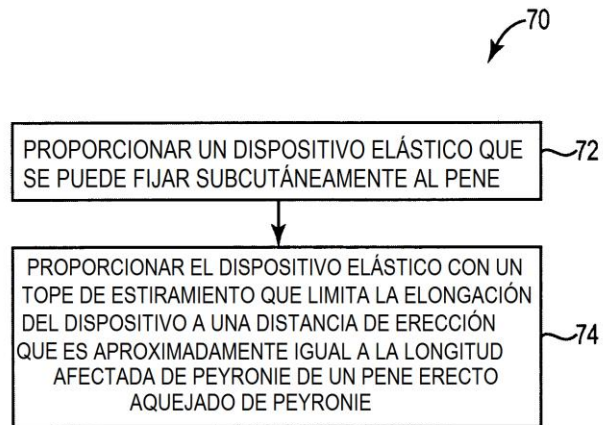 70
PROPORCIONAR UN DISPOSITIVO ELÁSTICO QUE
SE PUEDE FIJAR SUBCUTÁNEAMENTE AL PENE
72
PROPORCIONAR EL DISPOSITIVO ELÁSTICO CON UN
TOPE DE ESTIRAMIENTO QUE LIMITA LA ELONGACIÓN
DEL DISPOSITIVO A UNA DISTANCIA DE ERECCIÓN
QUE ES APROXIMADAMENTE IGUAL A LA LONGITUD
AFECTADA DE PEYRONIE DE UN PENE ERECTO
AQUEJADO DE PEYRONIE
74